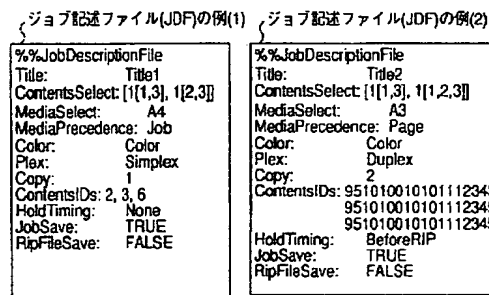 ジョブ記述ファイル(JDF)の例(1)
%%JobDescriptionFile
Title: Title1
ContentsSelect: [1[1,3], 1[2,3]]
MediaSelect: A4
MediaPrecedence: Job
Color: Color
Plex: Simplex
Copy: 1
ContentsIDs: 2, 3, 6
HoldTiming: None
JobSave: TRUE
RipFileSave: FALSE
ジョブ記述ファイル(JDF)の例(2)
%%JobDescriptionFile
Title: Title2
ContentsSelect: {1[1,3], 1[1,2,3]}
MediaSelect: A3
MediaPrecedence: Page
Color: Color
Plex: Duplex
Copy: 2
ContentsIDs: 95101001010111234
95101001010111234
95101001010111234
HoldTiming: BeforeRIP
JobSave: TRUE
RipFileSave: FALSE